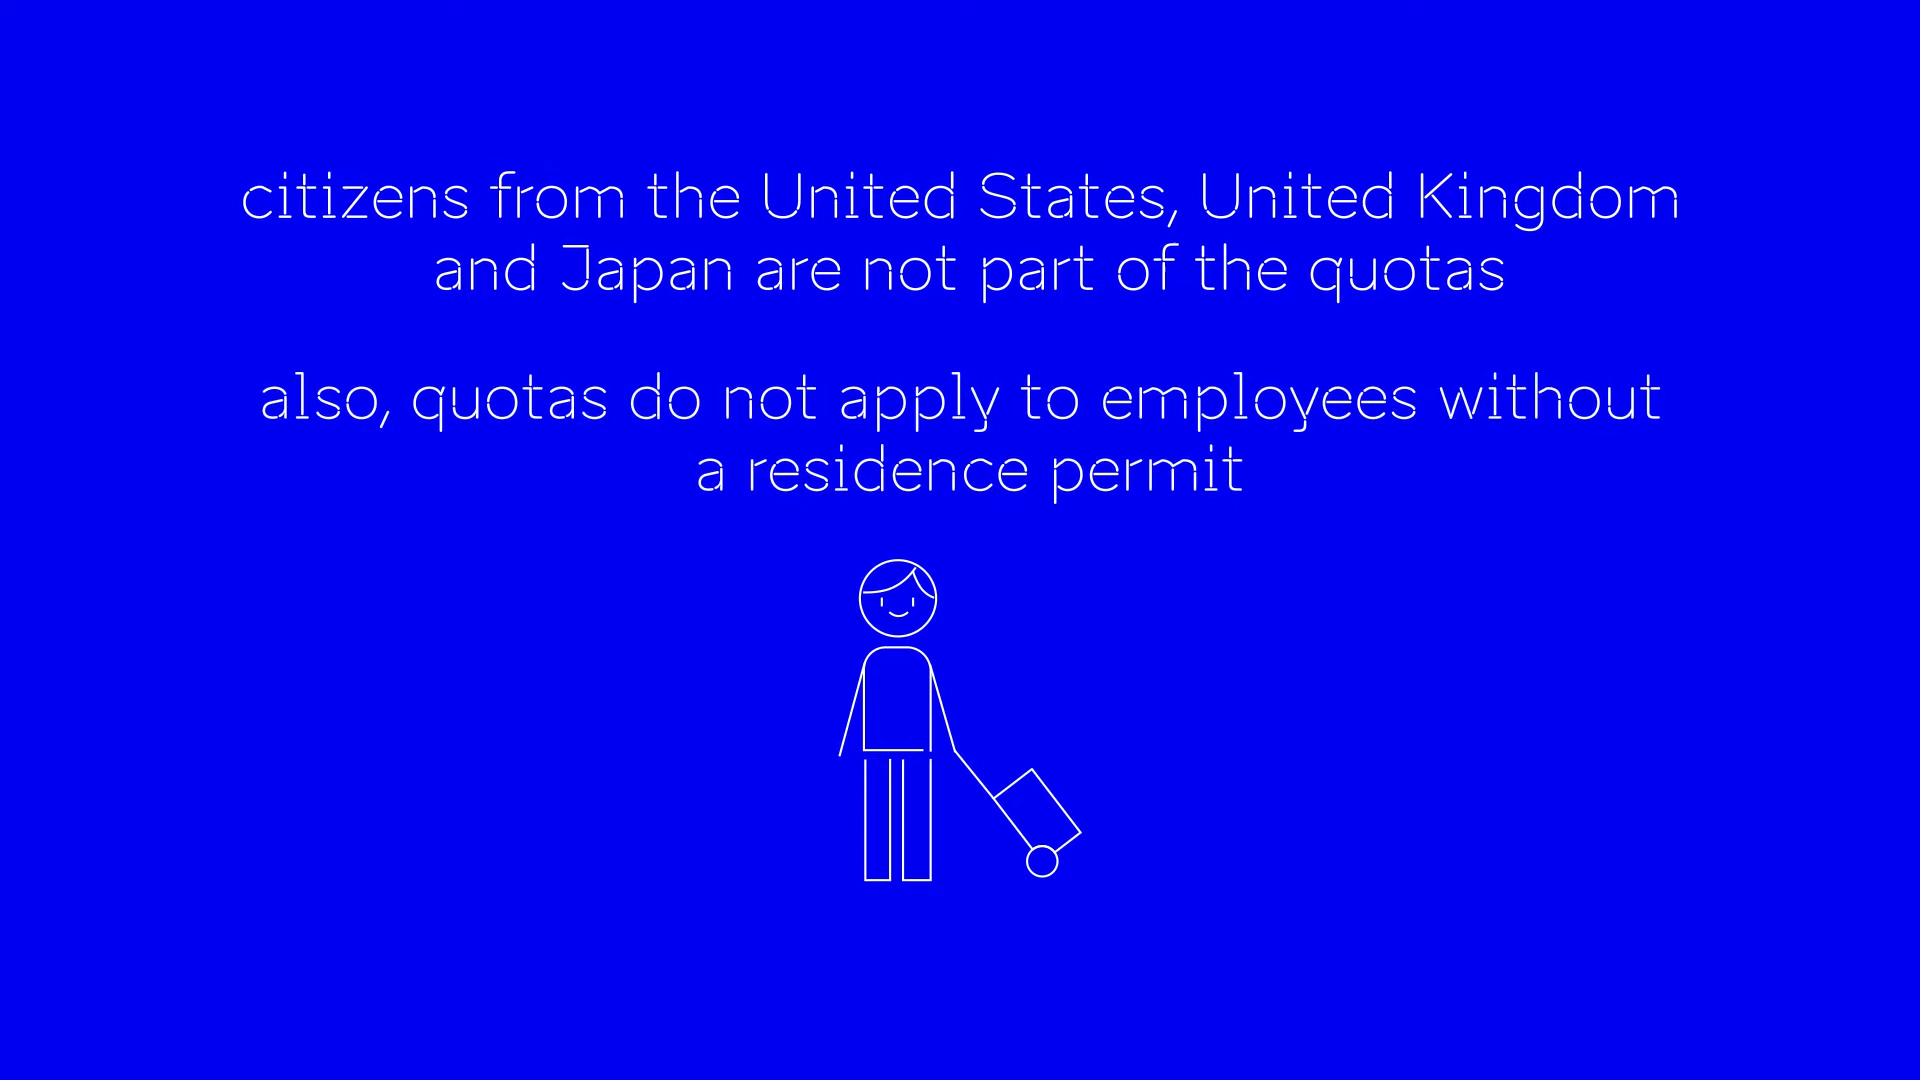 citizens from the United States, United Kingdom
and Japan are not part of the quotas
also, quotas do not apply to employees without
a residence permit